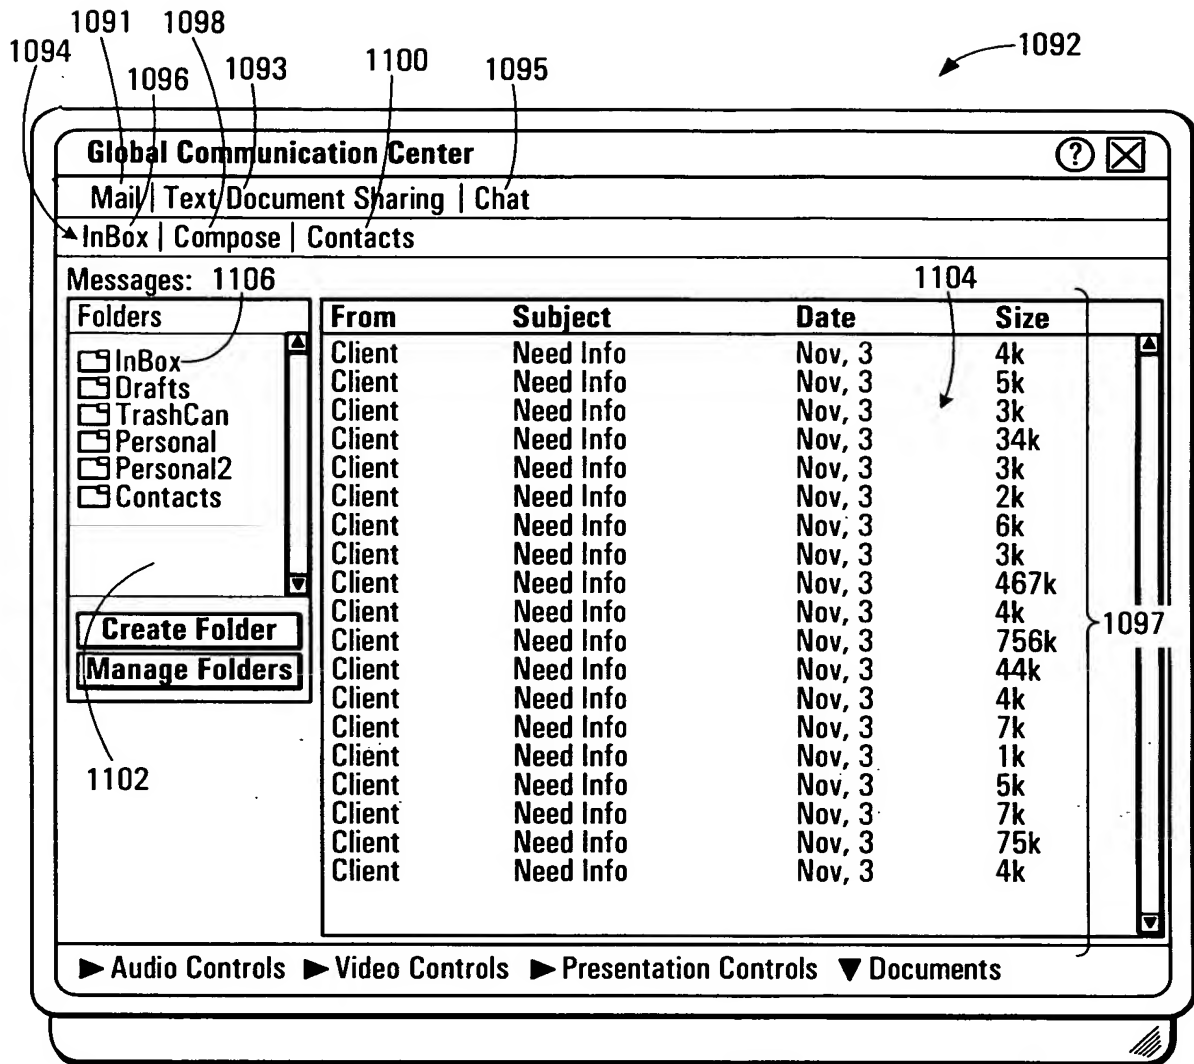 1091 1098
1094 1096 1093 1100 1095 1092
Global Communication Center ?
Mail | Text Document Sharing | Chat
InBox | Compose | Contacts
Messages: 1106 1104
Folders
InBox
Drafts
TrashCan
Personal
Personal2
Contacts
Create Folder
Manage Folders
1102
From Subject Date Size
Client Need Info Nov, 3 4k
Client Need Info Nov, 3 5k
Client Need Info Nov, 3 3k
Client Need Info Nov, 3 34k
Client Need Info Nov, 3 3k
Client Need Info Nov, 3 2k
Client Need Info Nov, 3 6k
Client Need Info Nov, 3 3k
Client Need Info Nov, 3 467k
Client Need Info Nov, 3 4k
Client Need Info Nov, 3 756k
Client Need Info Nov, 3 44k
Client Need Info Nov, 3 4k
Client Need Info Nov, 3 7k
Client Need Info Nov, 3 1k
Client Need Info Nov, 3 5k
Client Need Info Nov, 3 7k
Client Need Info Nov, 3 75k
Client Need Info Nov, 3 4k
1097
Audio Controls Video Controls Presentation Controls Documents